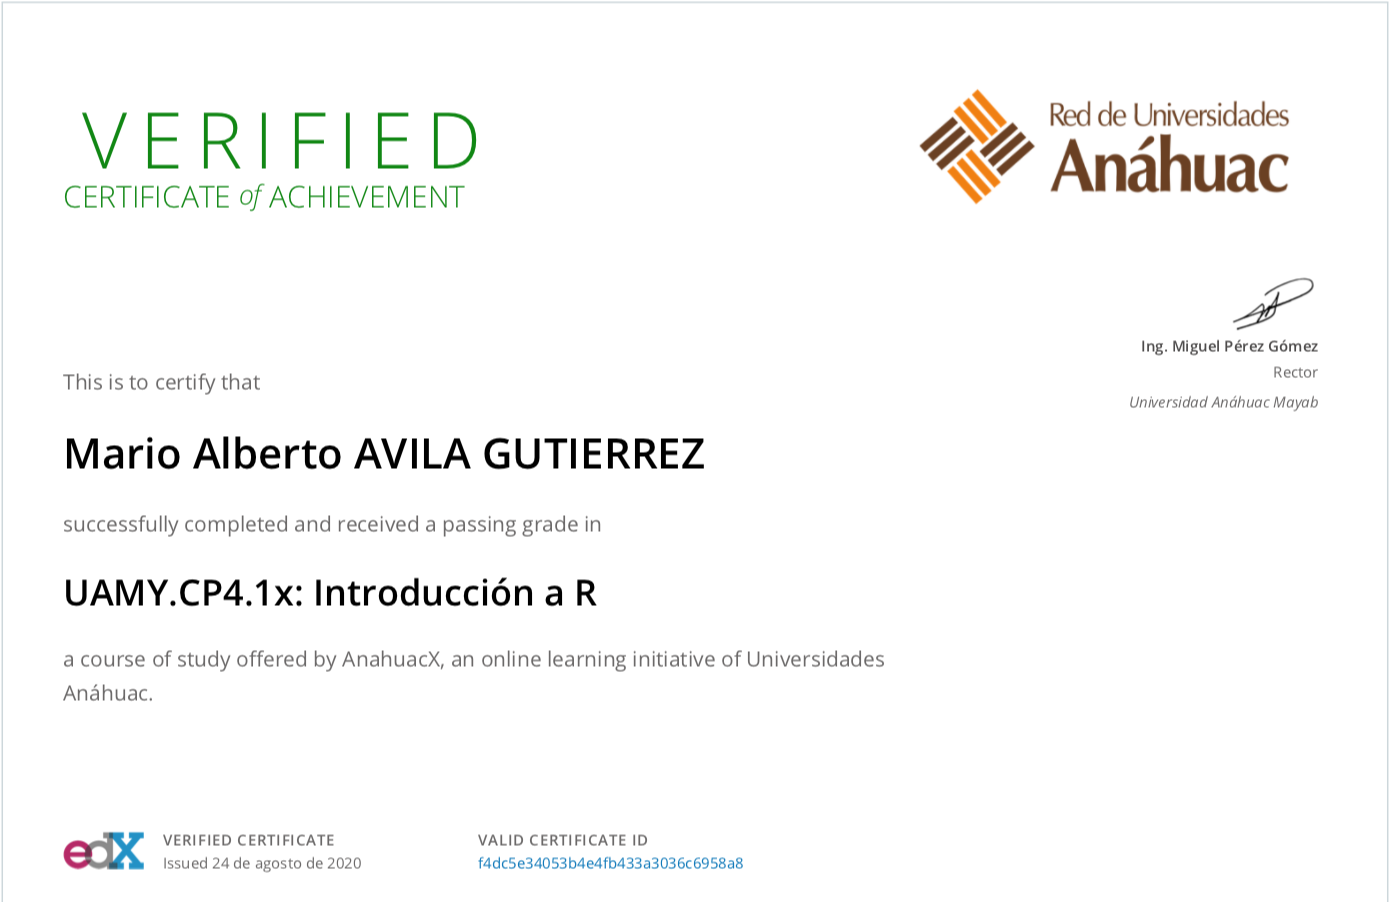 VERIFIED
CERTIFICATE of ACHIEVEMENT
Red de Universidades
Anáhuac
Ing. Miguel Pérez Gómez
Rector
Universidad Anáhuac Mayab
This is to certify that
Mario Alberto AVILA GUTIERREZ
successfully completed and received a passing grade in
UAMY.CP4.1x: Introducción a R
a course of study offered by AnahuacX, an online learning initiative of Universidades
Anáhuac.
edX
VERIFIED CERTIFICATE
Issued 24 de agosto de 2020
VALID CERTIFICATE ID
f4dc5e34053b4e4fb433a3036c6958a8